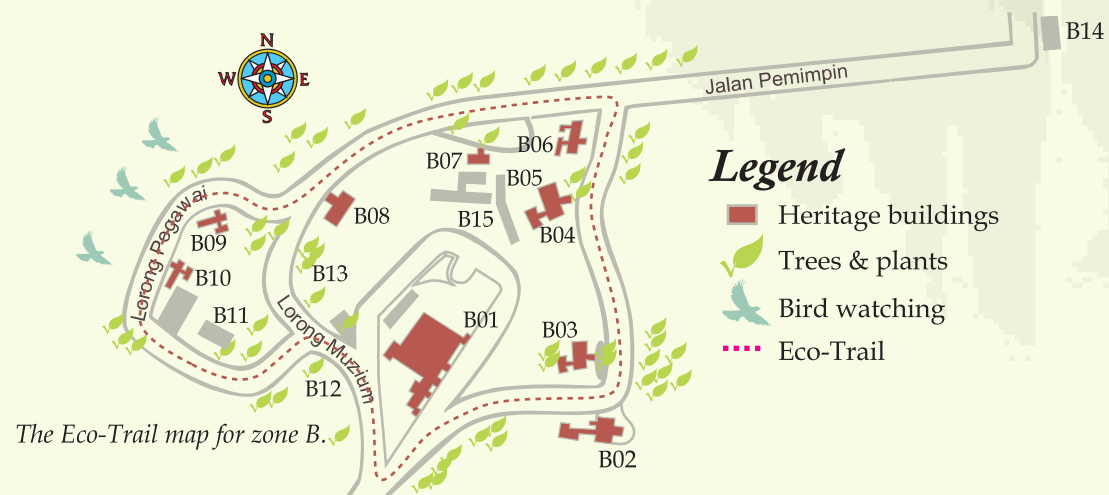 N
W E
S
B14
Jalan Pemimpin
B06
B07
B05
Legend
Lorong Pegawai
B08
B15
B04
Heritage buildings
B09
Trees & plants
B10
B13
Bird watching
Lorong Muzium
B11
B01
B03
Eco-Trail
B12
The Eco-Trail map for zone B.
B02